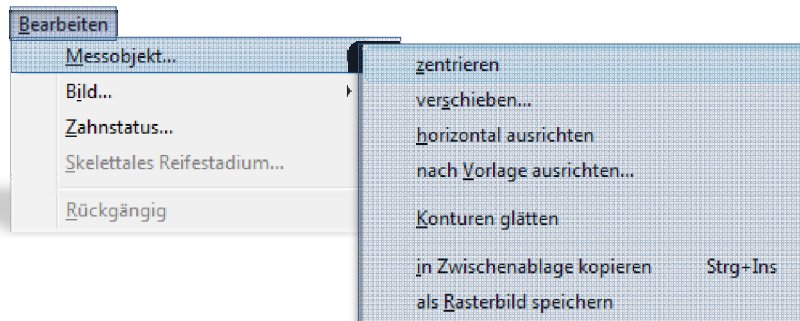 Bearbeiten
Messobjekt...
Bild...
Zahnstatus...
Skelettales Reifestadium...
Rückgängig
zentrieren
verschieben...
horizontal ausrichten
nach Vorlage ausrichten...
Konturen glätten
in Zwischenablage kopieren Strg+Ins
als Rasterbild speichern